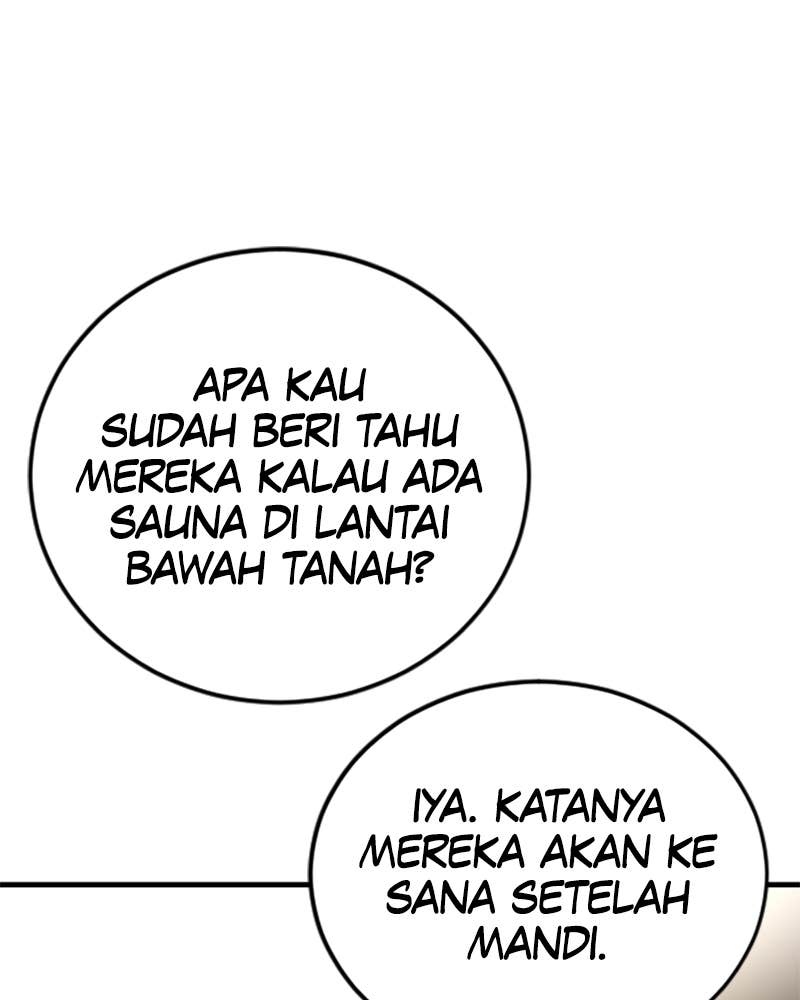 APA KAU
SUDAH BERI TAHU
MEREKA KALAU ADA
SAUNA DI LANTAI
BAWAH TANAH?
IYA. KATANYA
MEREKA AKAN KE
SANA SETELAH
MANDI.